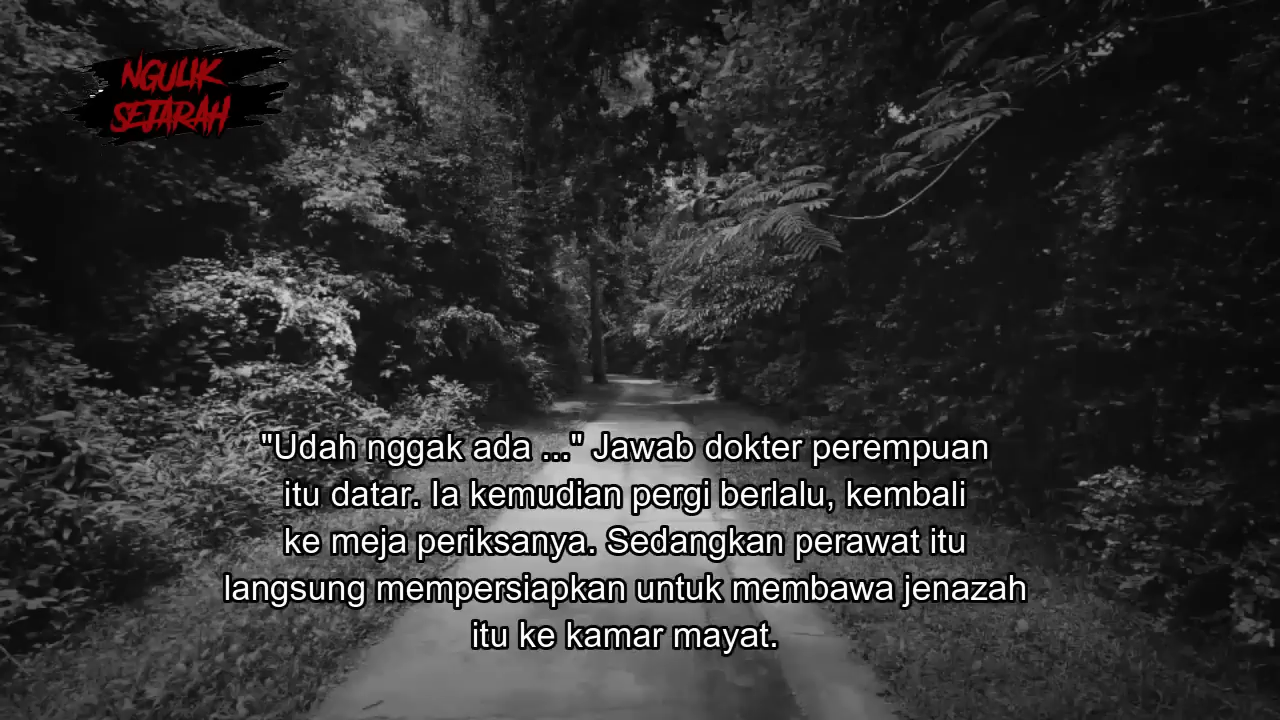 NGULIK
SEJARAH
"Udah nggak ada ..." Jawab dokter perempuan
itu datar. Ia kemudian pergi berlalu, kembali
ke meja periksanya. Sedangkan perawat itu
langsung mempersiapkan untuk membawa jenazah
itu ke kamar mayat.